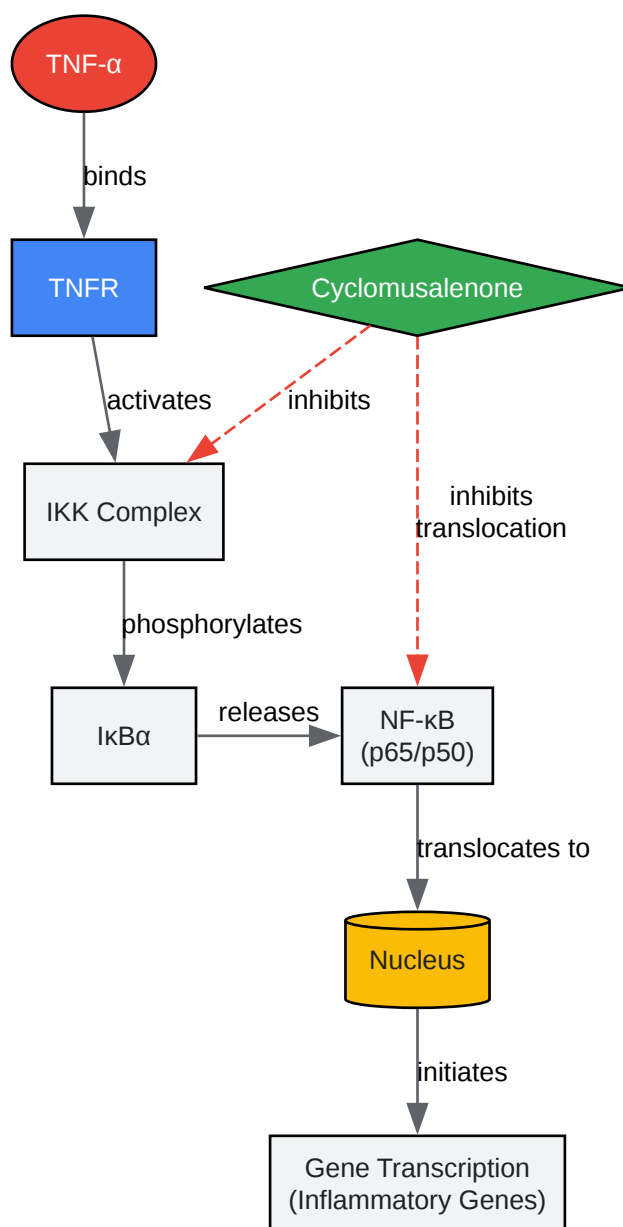 TNF-α
binds
TNFR
Cyclomusalenone
activates
inhibits
IKK Complex
inhibits
translocation
phosphorylates
IκBα
releases
NF-κB
(p65/p50)
translocates to
Nucleus
initiates
Gene Transcription
(Inflammatory Genes)